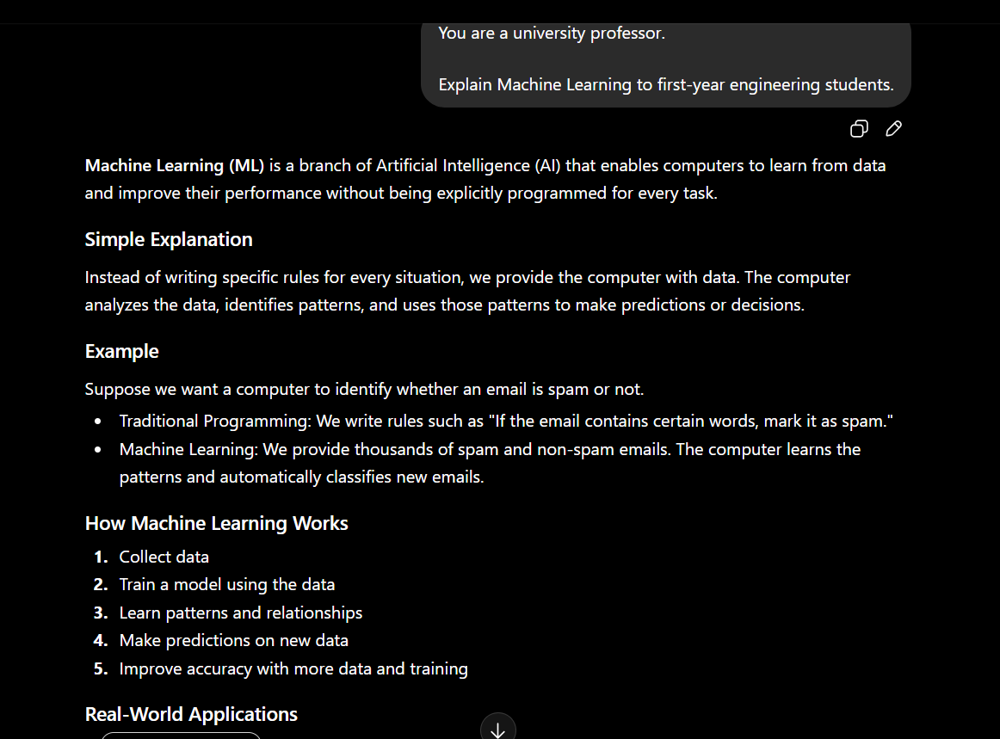 You are a university professor.
Explain Machine Learning to first-year engineering students.
Machine Learning (ML) is a branch of Artificial Intelligence (AI) that enables computers to learn from data
and improve their performance without being explicitly programmed for every task.
Simple Explanation
Instead of writing specific rules for every situation, we provide the computer with data. The computer
analyzes the data, identifies patterns, and uses those patterns to make predictions or decisions.
Example
Suppose we want a computer to identify whether an email is spam or not.
• Traditional Programming: We write rules such as "If the email contains certain words, mark it as spam."
• Machine Learning: We provide thousands of spam and non-spam emails. The computer learns the
patterns and automatically classifies new emails.
How Machine Learning Works
1. Collect data
2. Train a model using the data
3. Learn patterns and relationships
4. Make predictions on new data
5. Improve accuracy with more data and training
Real-World Applications